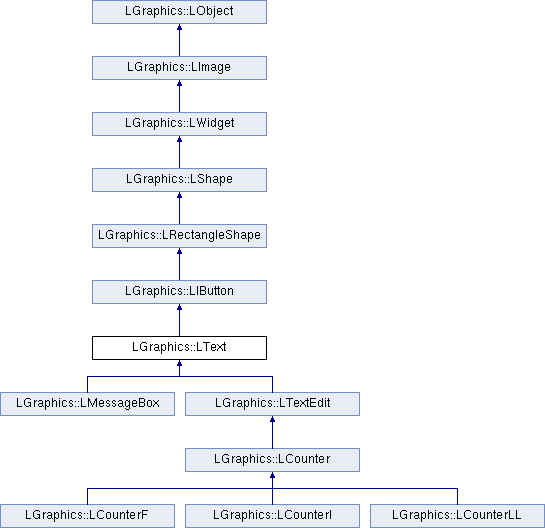 LGraphics::LObject
LGraphics::LImage
LGraphics::LWidget
LGraphics::LShape
LGraphics::LRectangleShape
LGraphics::LIButton
LGraphics::LText
LGraphics::LMessageBox LGraphics::LTextEdit
LGraphics::LCounter
LGraphics::LCounterF LGraphics::LCounterI LGraphics::LCounterLL